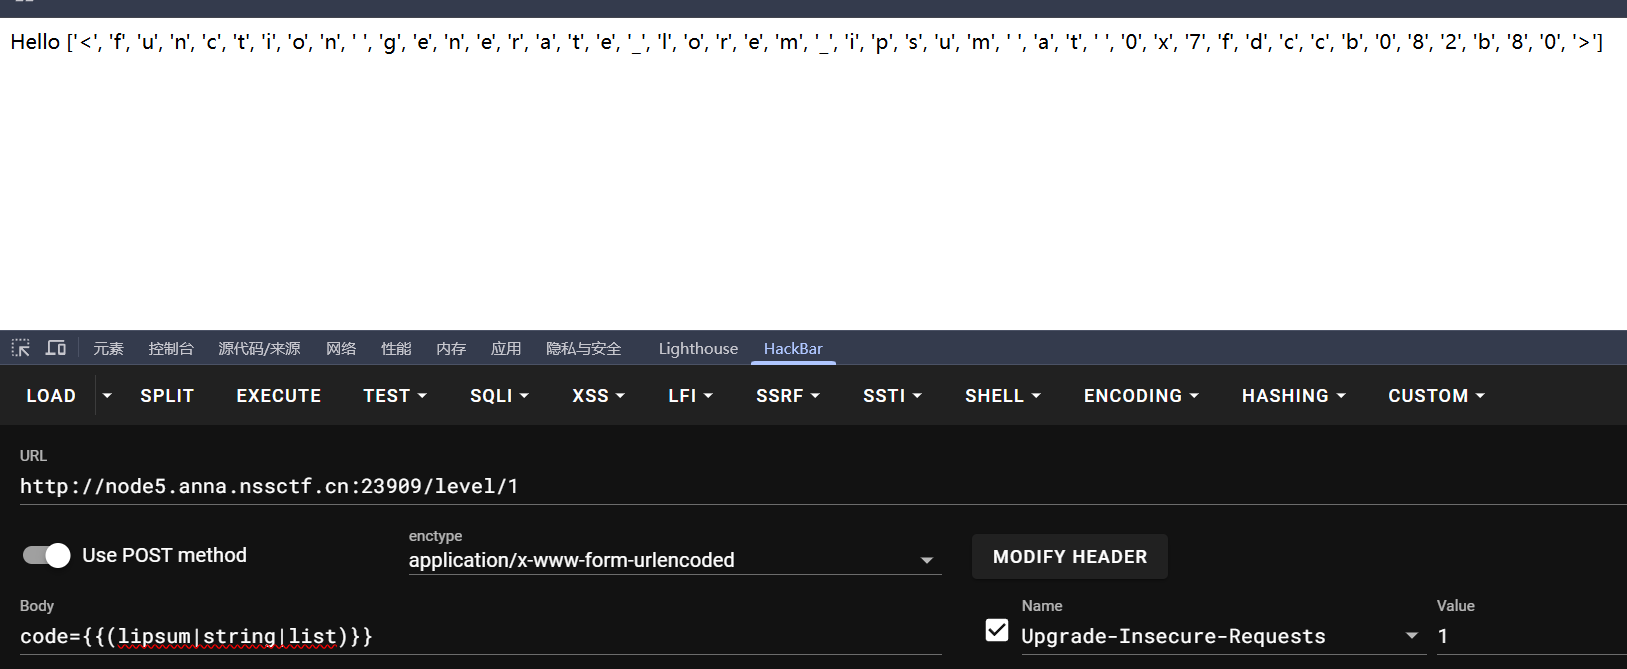 Hello ['<', 'f', 'u', 'n', 'c', 't', 'i', 'o', 'n', ' ', 'g', 'e', 'n', 'e', 'r', 'a', 't', 'e', '_', 'l', 'o', 'r', 'e', 'm', '_', 'i', 'p', 's', 'u', 'm', ' ', 'a', 't', ' ', '0', 'x', '7', 'f', 'd', 'c', 'c', 'b', '0', '8', '2', 'b', '8', '0', '>']
元素 控制台 源代码/来源 网络 性能 内存 应用 隐私与安全 Lighthouse HackBar
LOAD SPLIT EXECUTE TEST SQLI XSS LFI SSRF SSTI SHELL ENCODING HASHING CUSTOM
URL
http://node5.anna.nssctf.cn:23909/level/1
enctype
Use POST method application/x-www-form-urlencoded MODIFY HEADER
Body Name Value
code={{(lipsum|string|list)}} Upgrade-Insecure-Requests 1